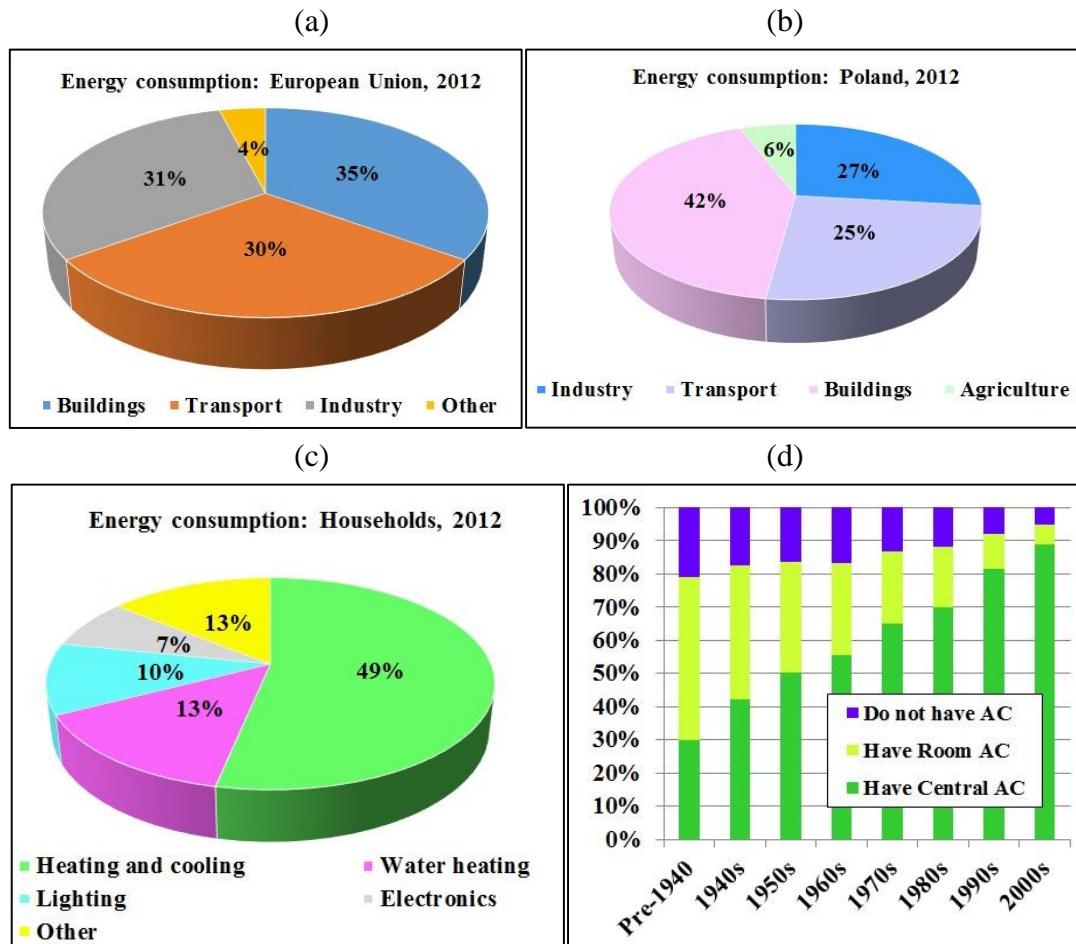 (a)
Energy consumption: European Union, 2012
4%
35%
31%
30%
Buildings Transport Industry Other
(b)
Energy consumption: Poland, 2012
6%
27%
42%
25%
Industry Transport Buildings Agriculture
(c)
Energy consumption: Households, 2012
13%
7%
49%
10%
13%
Heating and cooling Water heating
Lighting Electronics
Other
(d)
100%
90%
80%
70%
60%
50%
40%
30%
20%
10%
0%
Do not have AC
Have Room AC
Have Central AC
Pre-1940 1940s 1950s 1960s 1970s 1980s 1990s 2000s